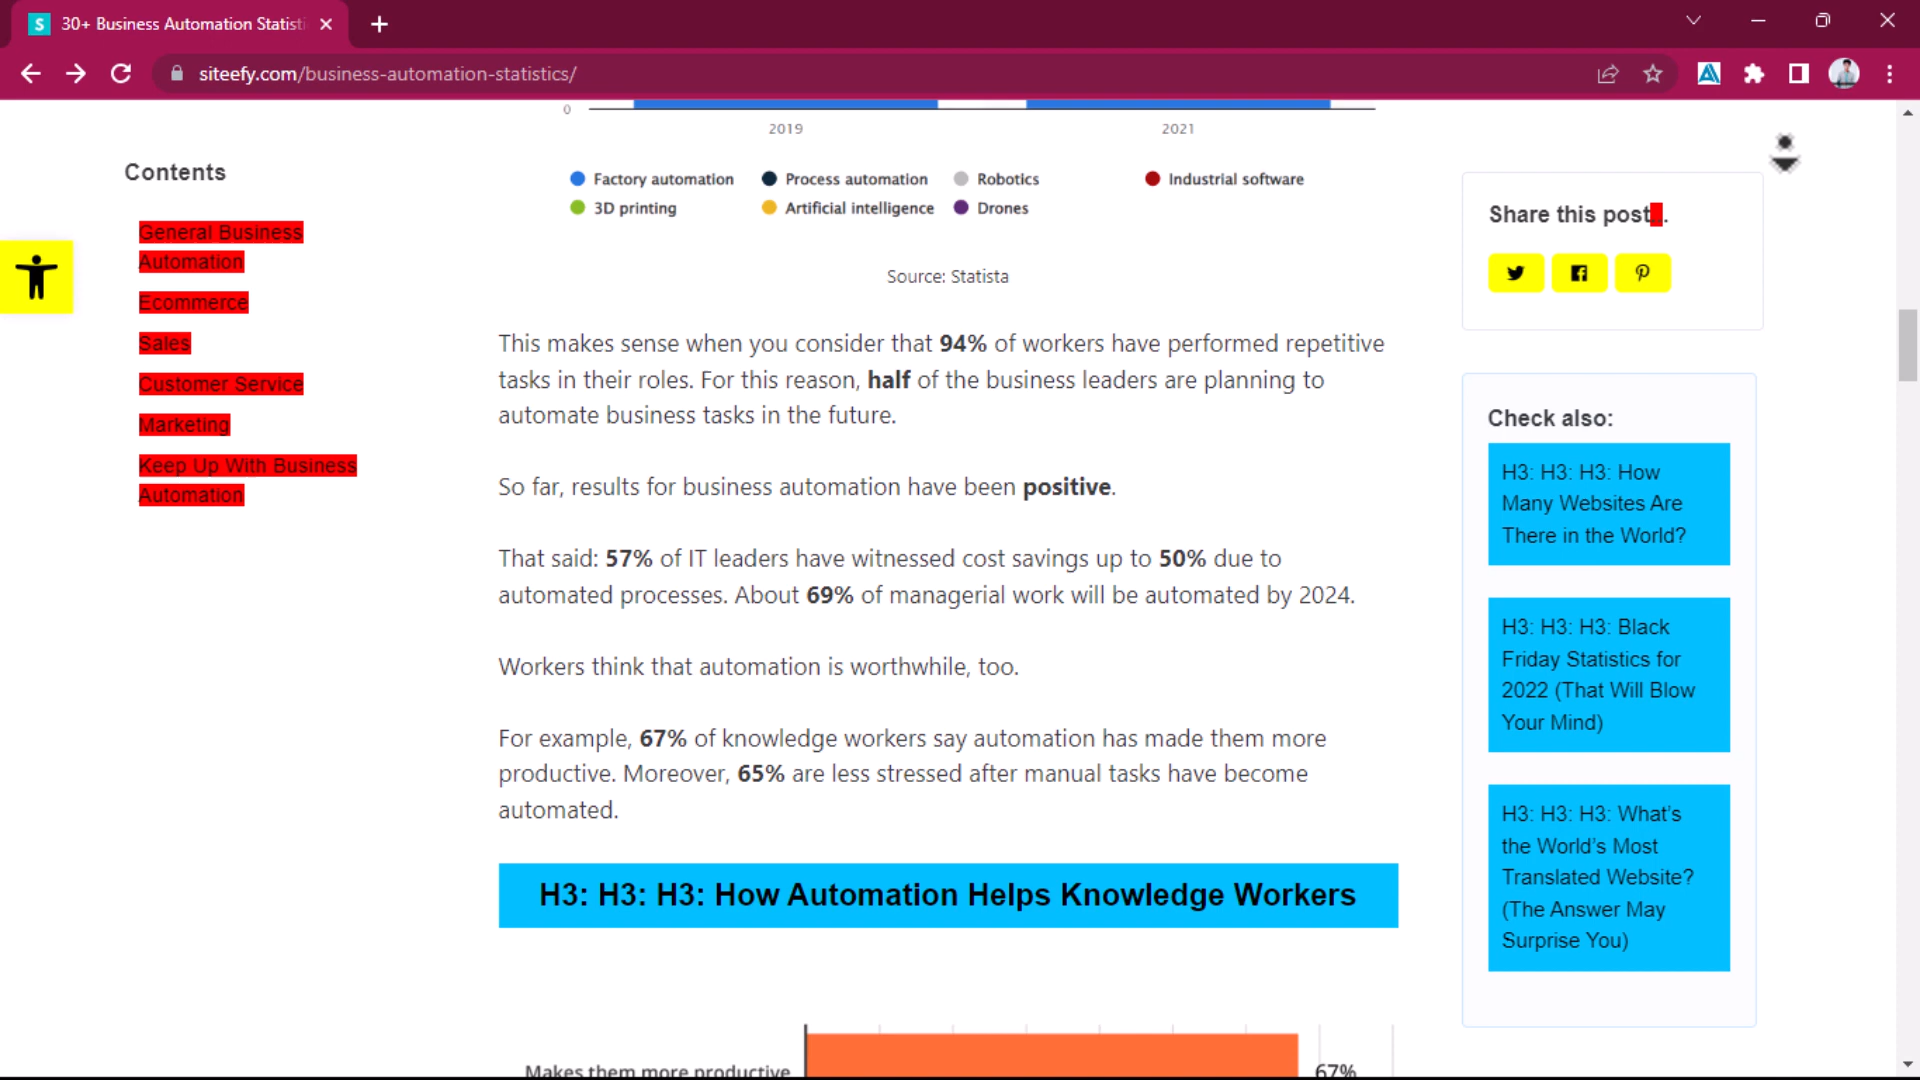 30+ Business Automation Statisti
siteefy.com/business-automation-statistics/
0
2019
2021
Contents
General Business
Automation
Ecommerce
Sales
Customer Service
Marketing
Keep Up With Business
Automation
Factory automation
Process automation
Robotics
Industrial software
3D printing
Artificial intelligence
Drones
Source: Statista
This makes sense when you consider that 94% of workers have performed repetitive
tasks in their roles. For this reason, half of the business leaders are planning to
automate business tasks in the future.
So far, results for business automation have been positive.
That said: 57% of IT leaders have witnessed cost savings up to 50% due to
automated processes. About 69% of managerial work will be automated by 2024.
Workers think that automation is worthwhile, too.
For example, 67% of knowledge workers say automation has made them more
productive. Moreover, 65% are less stressed after manual tasks have become
automated.
H3: H3: H3: How Automation Helps Knowledge Workers
Makes them more productive
67%
Share this post...
Check also:
H3: H3: H3: How
Many Websites Are
There in the World?
H3: H3: H3: Black
Friday Statistics for
2022 (That Will Blow
Your Mind)
H3: H3: H3: What's
the World's Most
Translated Website?
(The Answer May
Surprise You)